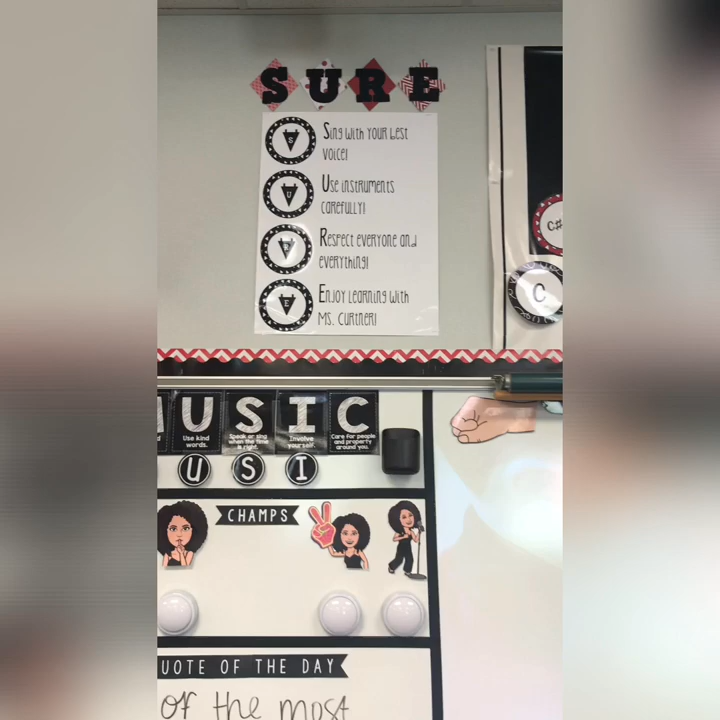 SURE
S Sing with your best
voice!
U Use instruments
carefully!
R Respect everyone and
everything!
E Enjoy learning with
Ms. Curtner!
C#
C
MUSIC
Use kind
words.
Speak or sing
when the time
is right.
Involve
yourself.
Care for people
and property
around you.
U S I
CHAMPS
UOTE OF THE DAY
of the most